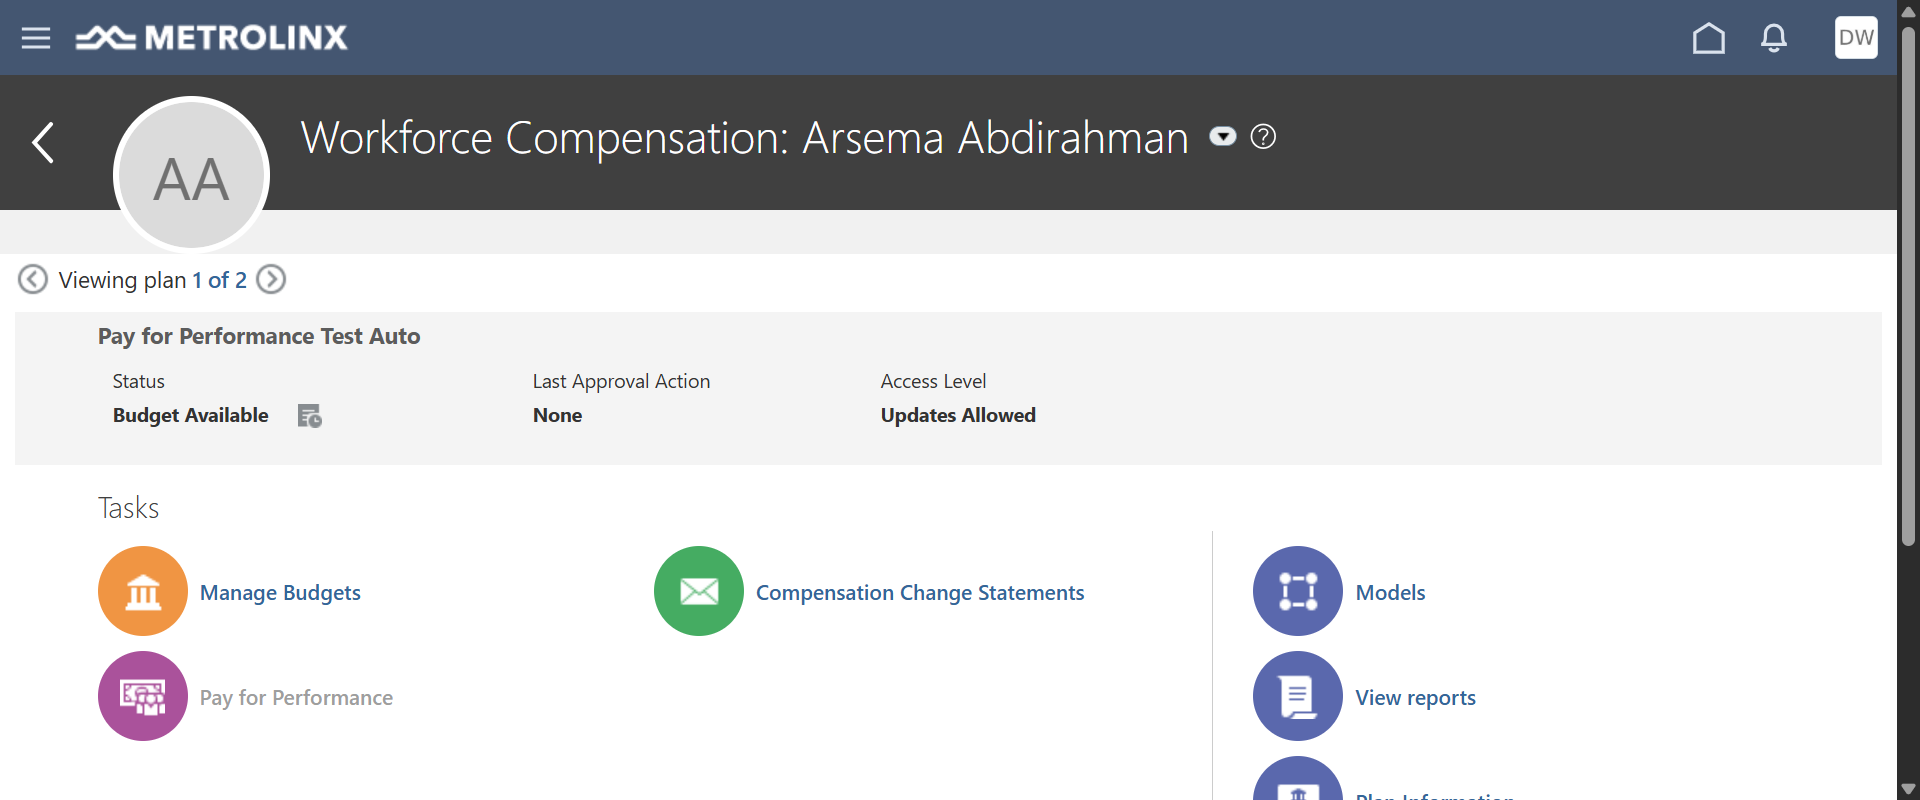 METROLINX
DW
AA
Workforce Compensation: Arsema Abdirahman
Viewing plan 1 of 2
Pay for Performance Test Auto
Status
Last Approval Action
Access Level
Budget Available
None
Updates Allowed
Tasks
Manage Budgets
Compensation Change Statements
Models
Pay for Performance
View reports
Plan Information